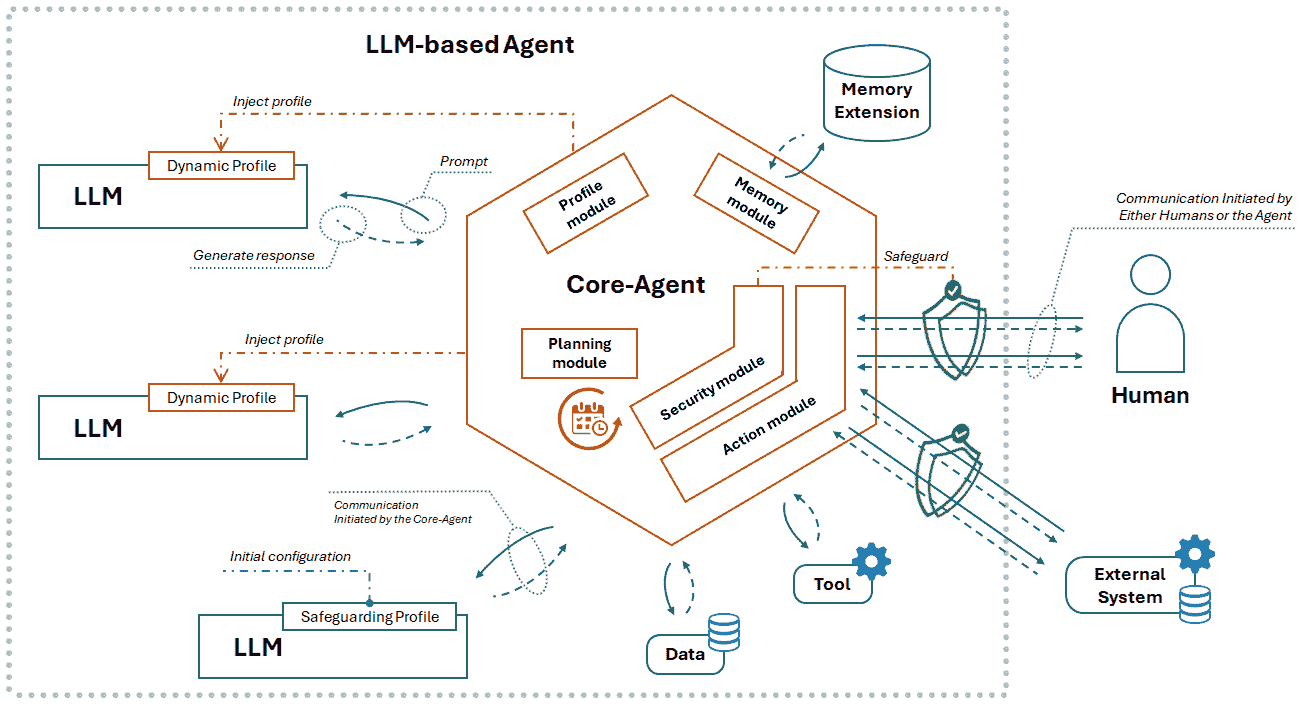 LLM-based Agent
Memory
Extension
Inject profile
Dynamic Profile
LLM
Prompt
Generate response
Profile
module
Memory
module
Communication Initiated by
Either Humans or the Agent
Safeguard
Core-Agent
Human
Inject profile
Dynamic Profile
LLM
Planning
module
Security module
Action module
Communication
Initiated by the Core-Agent
Initial configuration
Safeguarding Profile
LLM
Tool
Data
External
System